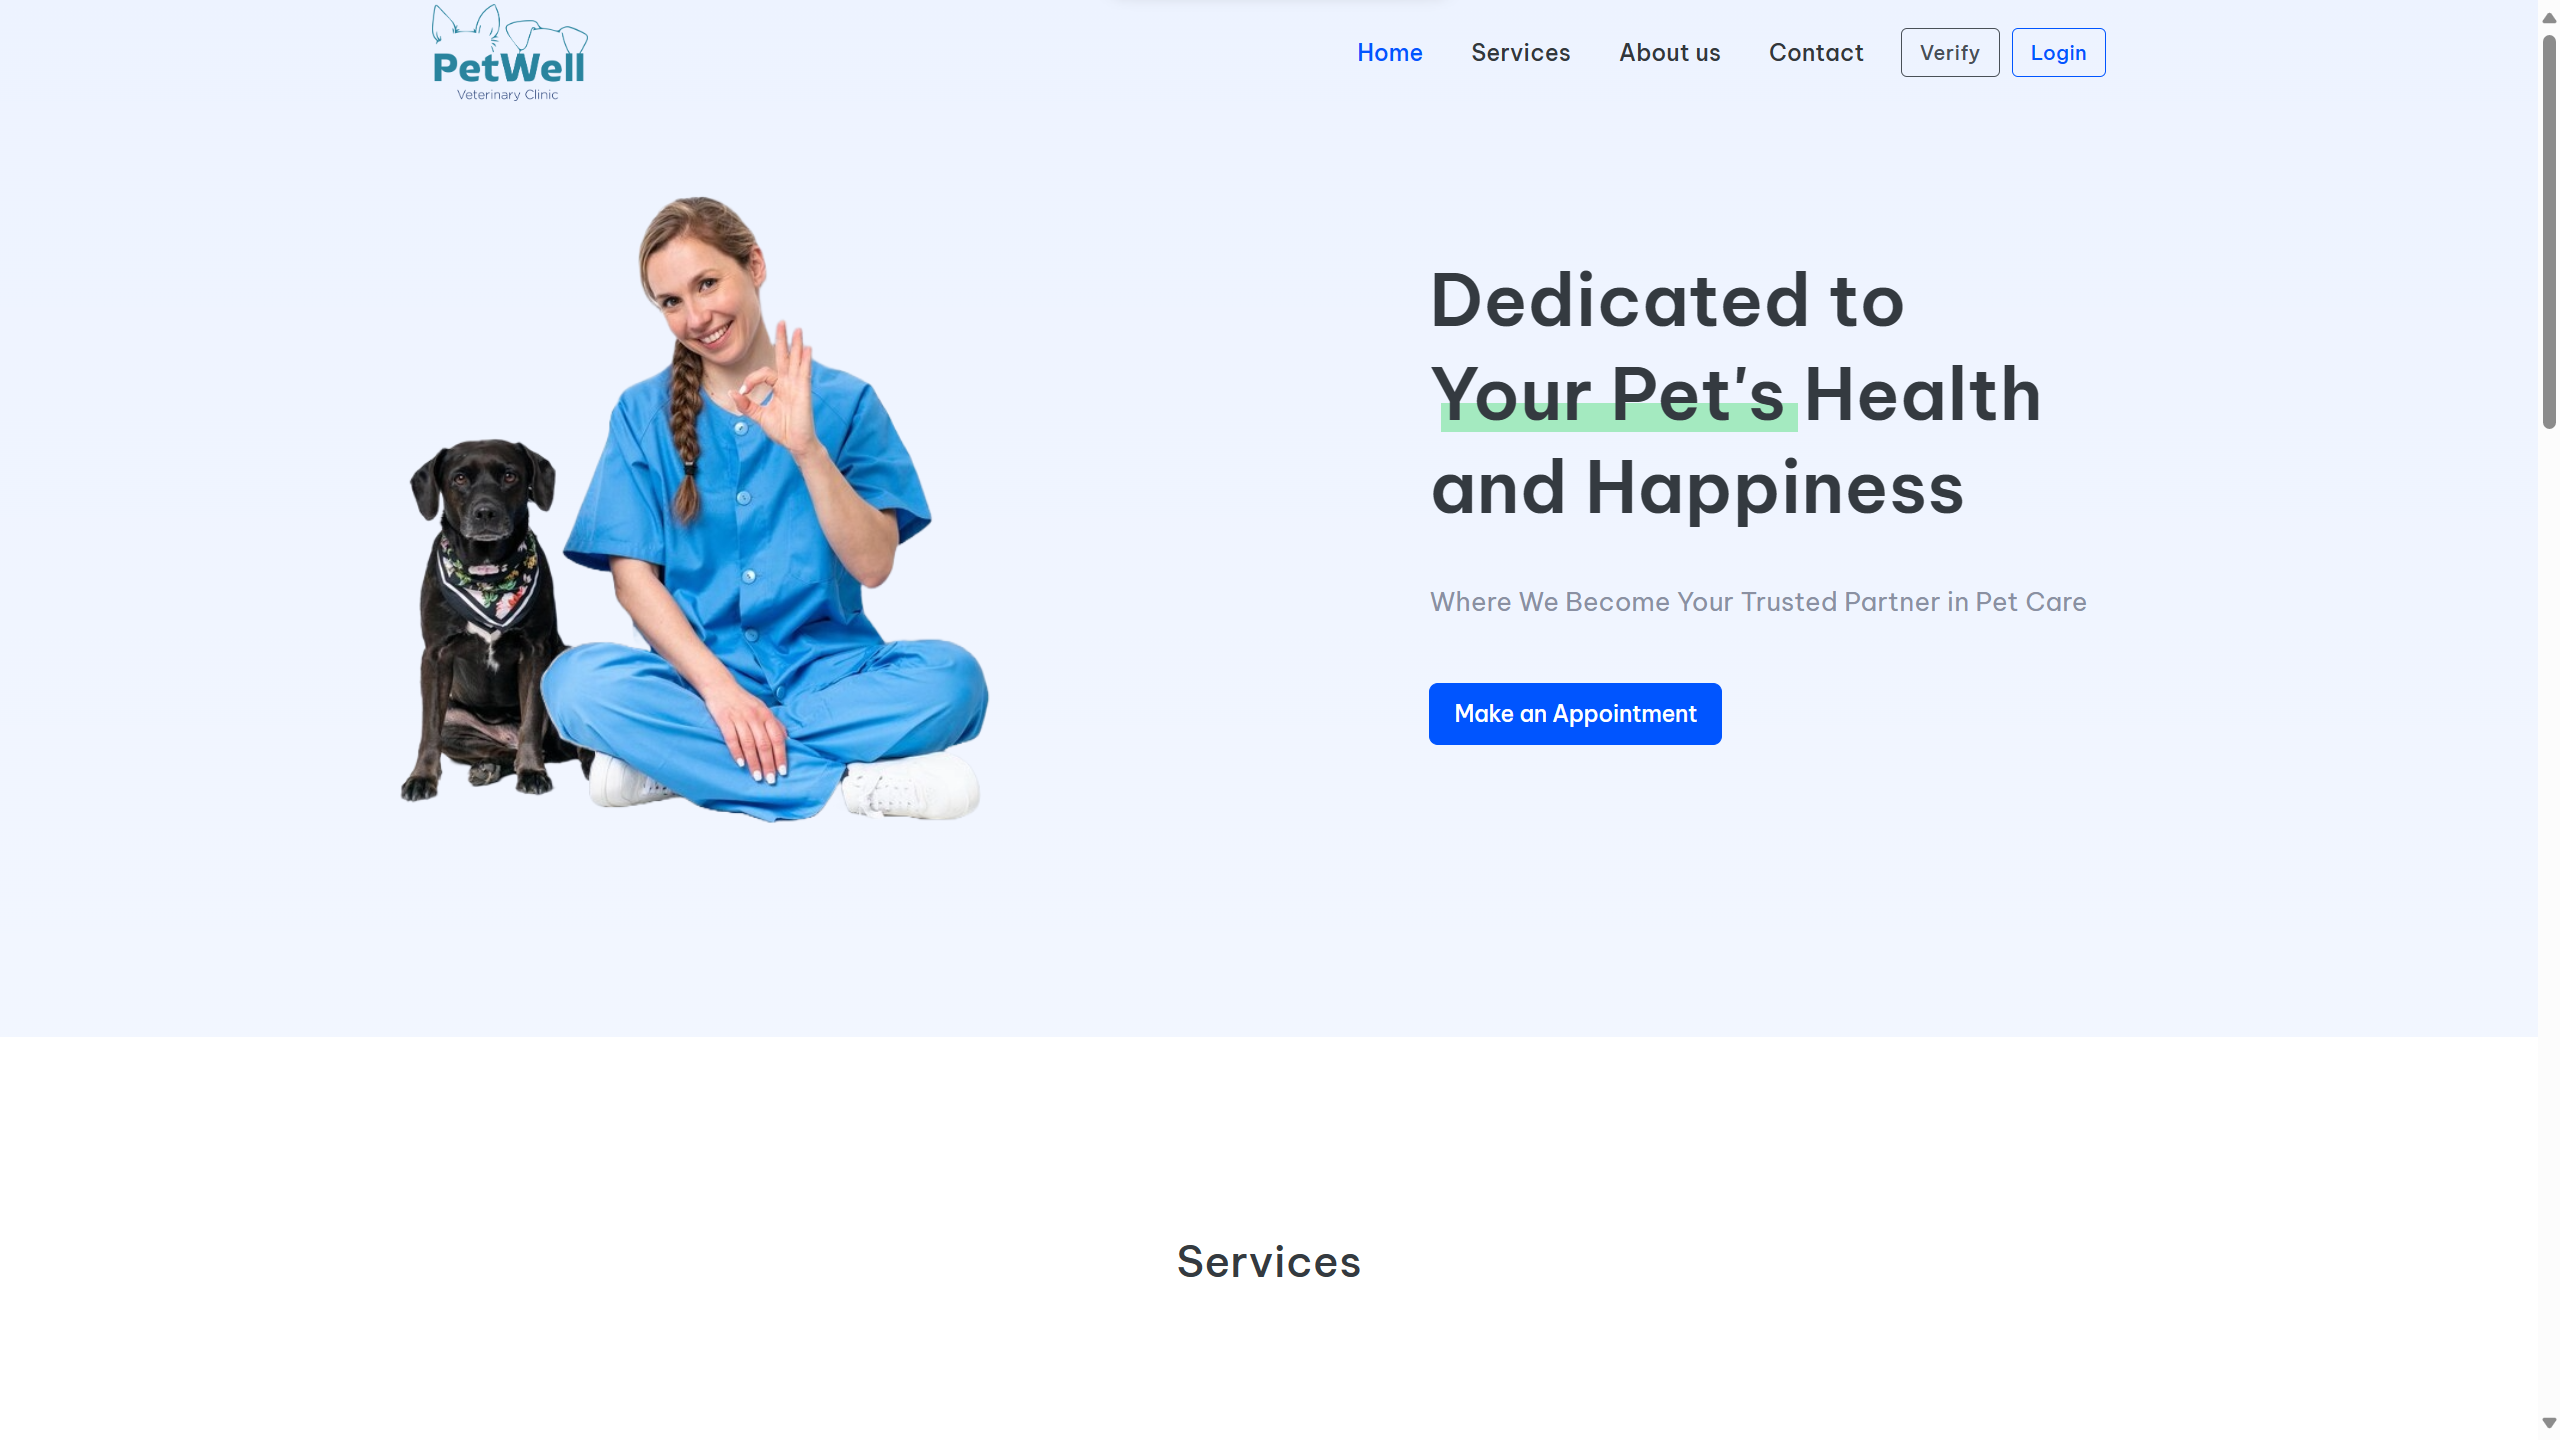 PetWell
Veterinary Clinic
Home
Services
About us
Contact
Verify
Login
Dedicated to
Your Pet's Health
and Happiness
Where We Become Your Trusted Partner in Pet Care
Make an Appointment
Services